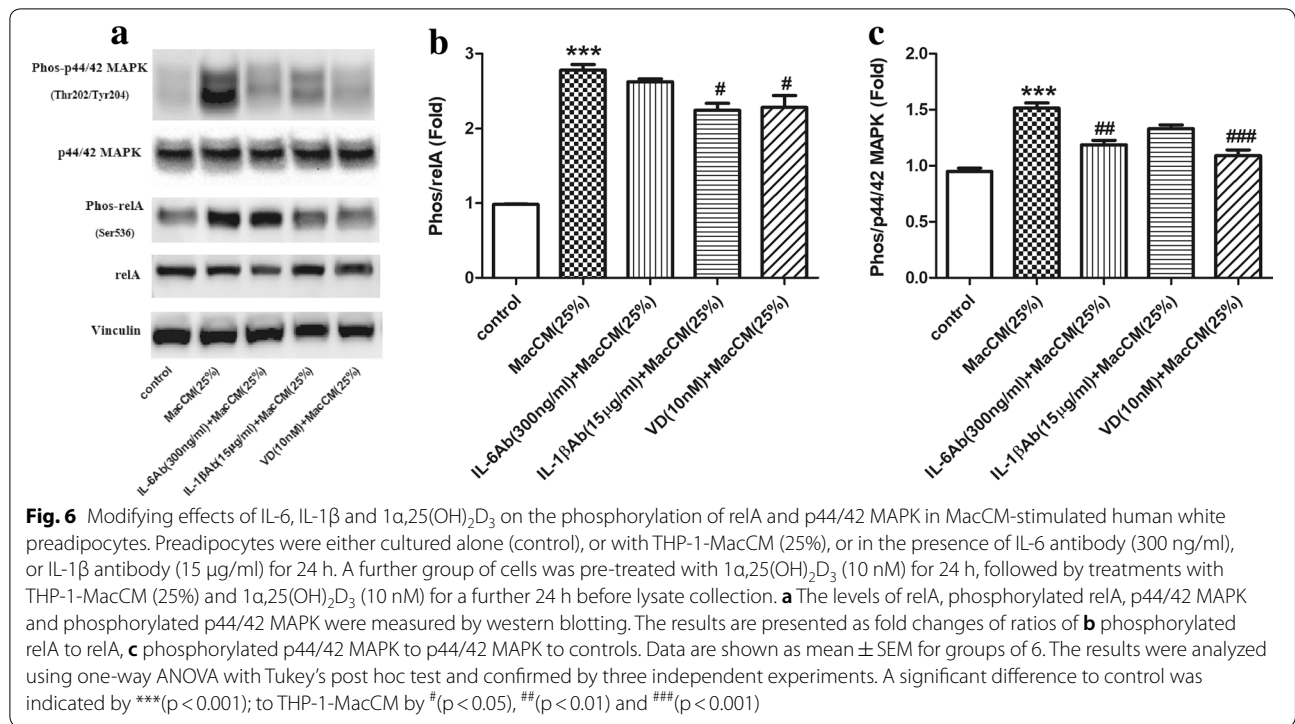 a
Phos-p44/42 MAPK
(Thr202/Tyr204)
p44/42 MAPK
Phos-relA
(Ser536)
relA
Vinculin
control
MacCM(25%)
IL-6Ab(300ng/ml)+MacCM(25%)
IL-1βAb(15μg/ml)+MacCM(25%)
VD(10nM)+MacCM(25%)
b
Phos/relA (Fold)
3
2
1
0
***
#
#
control
MacCM(25%)
IL-6Ab(300ng/ml)+MacCM(25%)
IL-1βAb(15μg/ml)+MacCM(25%)
VD(10nM)+MacCM(25%)
c
Phos/p44/42 MAPK (Fold)
2.0
1.5
1.0
0.5
0.0
***
##
###
control
MacCM(25%)
IL-6Ab(300ng/ml)+MacCM(25%)
IL-1βAb(15μg/ml)+MacCM(25%)
VD(10nM)+MacCM(25%)
Fig. 6 Modifying effects of IL-6, IL-1β and 1α,25(OH)₂D₃ on the phosphorylation of relA and p44/42 MAPK in MacCM-stimulated human white
preadipocytes. Preadipocytes were either cultured alone (control), or with THP-1-MacCM (25%), or in the presence of IL-6 antibody (300 ng/ml),
or IL-1β antibody (15 μg/ml) for 24 h. A further group of cells was pre-treated with 1α,25(OH)₂D₃ (10 nM) for 24 h, followed by treatments with
THP-1-MacCM (25%) and 1α,25(OH)₂D₃ (10 nM) for a further 24 h before lysate collection. a The levels of relA, phosphorylated relA, p44/42 MAPK
and phosphorylated p44/42 MAPK were measured by western blotting. The results are presented as fold changes of ratios of b phosphorylated
relA to relA, c phosphorylated p44/42 MAPK to p44/42 MAPK to controls. Data are shown as mean ± SEM for groups of 6. The results were analyzed
using one-way ANOVA with Tukey's post hoc test and confirmed by three independent experiments. A significant difference to control was
indicated by ***(p < 0.001); to THP-1-MacCM by #(p < 0.05), ##(p < 0.01) and ###(p < 0.001)